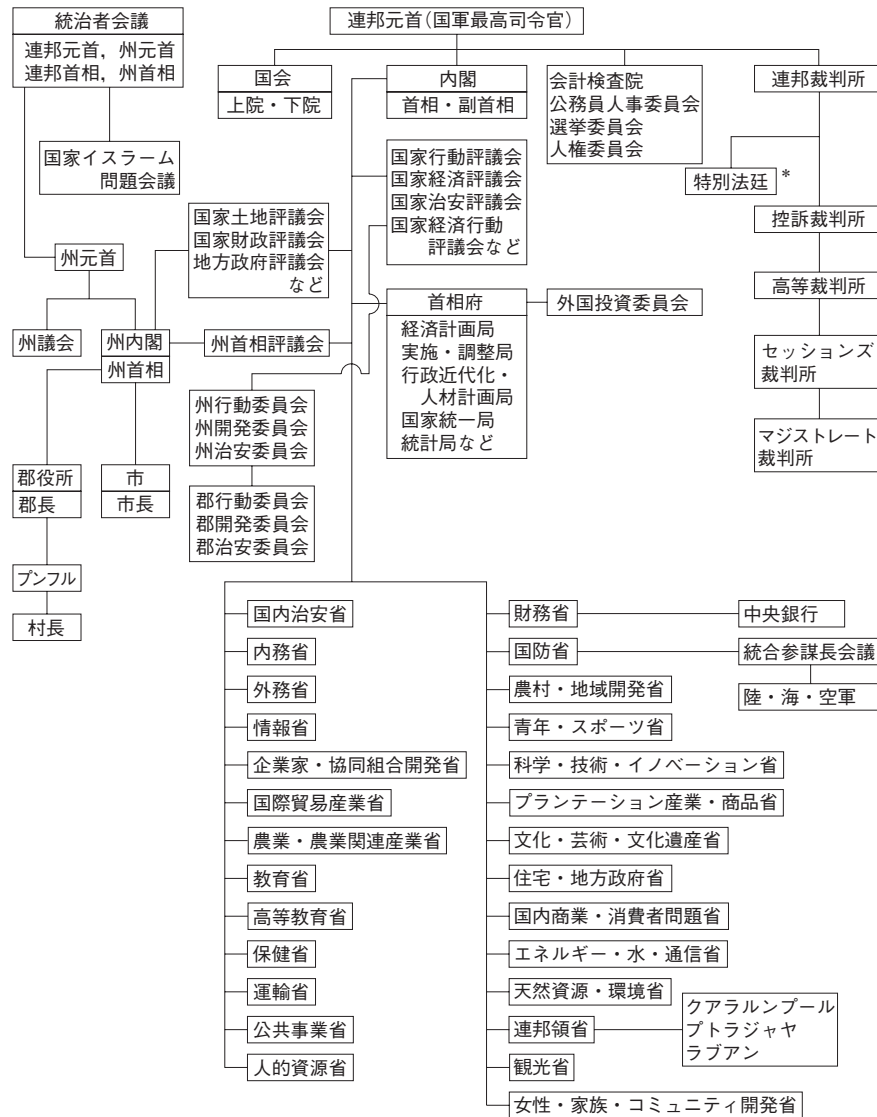 統治者会議
連邦元首，州元首
連邦首相，州首相
国家イスラーム
問題会議
連邦元首（国軍最高司令官）
国会
上院・下院
内閣
首相・副首相
会計検査院
公務員人事委員会
選挙委員会
人権委員会
連邦裁判所
特別法廷 *
控訴裁判所
高等裁判所
セッションズ
裁判所
マジストレート
裁判所
国家行動評議会
国家経済評議会
国家治安評議会
国家経済行動
評議会など
国家土地評議会
国家財政評議会
地方政府評議会
など
州元首
州議会
州内閣
州首相
州首相評議会
首相府
経済計画局
実施・調整局
行政近代化・
人材計画局
国家統一局
統計局など
外国投資委員会
州行動委員会
州開発委員会
州治安委員会
郡役所
郡長
市
市長
郡行動委員会
郡開発委員会
郡治安委員会
プンフル
村長
国内治安省
内務省
外務省
情報省
企業家・協同組合開発省
国際貿易産業省
農業・農業関連産業省
教育省
高等教育省
保健省
運輸省
公共事業省
人的資源省
財務省
中央銀行
国防省
統合参謀長会議
陸・海・空軍
農村・地域開発省
青年・スポーツ省
科学・技術・イノベーション省
プランテーション産業・商品省
文化・芸術・文化遺産省
住宅・地方政府省
国内商業・消費者問題省
エネルギー・水・通信省
天然資源・環境省
連邦領省
クアラルンプール
プトラジャヤ
ラブアン
観光省
女性・家族・コミュニティ開発省